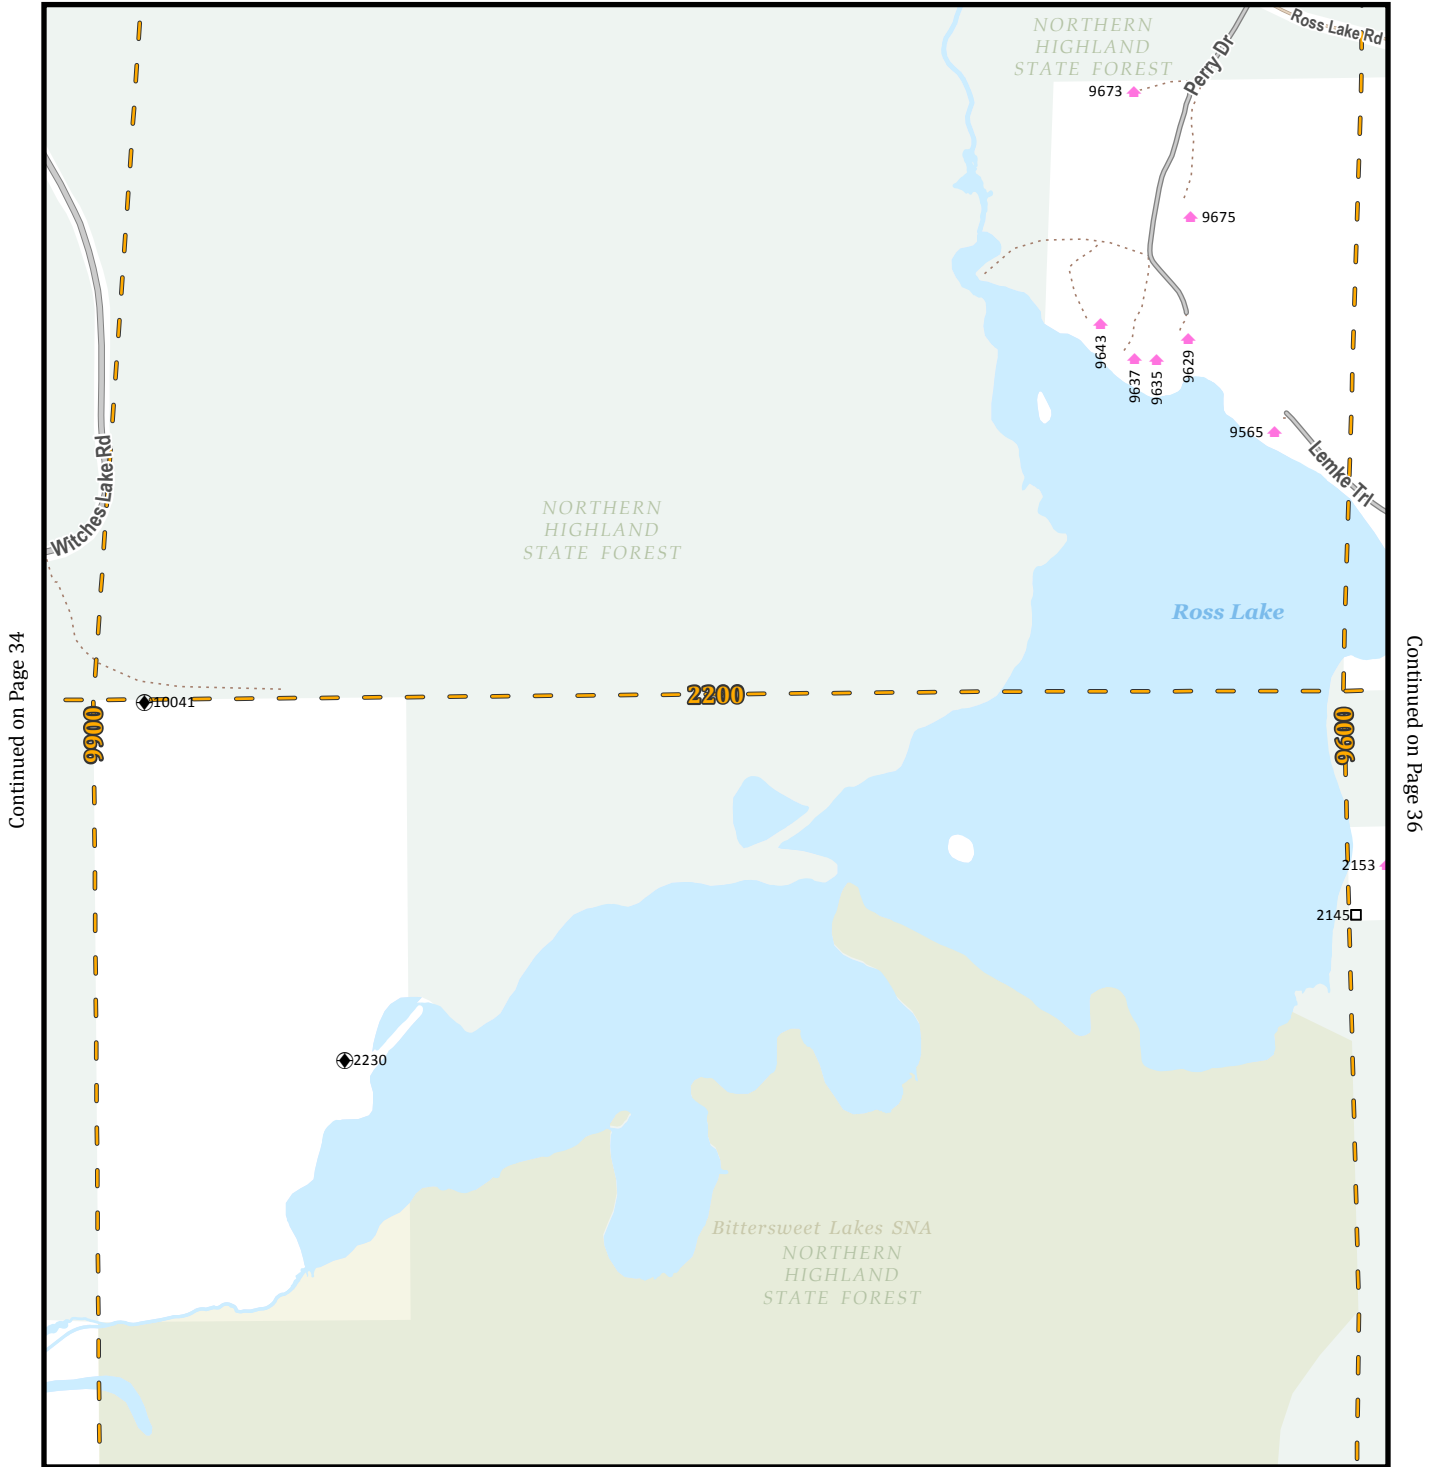 NORTHERN
HIGHLAND
STATE FOREST
Ross Lake Rd
Perry Dr
9673
9675
9643
9637
9635
9629
9565
Lemke Trl
Witches Lake Rd
NORTHERN
HIGHLAND
STATE FOREST
Ross Lake
Continued on Page 34
Continued on Page 36
10041
2200
9900
9600
2153
2145
2230
Bittersweet Lakes SNA
NORTHERN
HIGHLAND
STATE FOREST